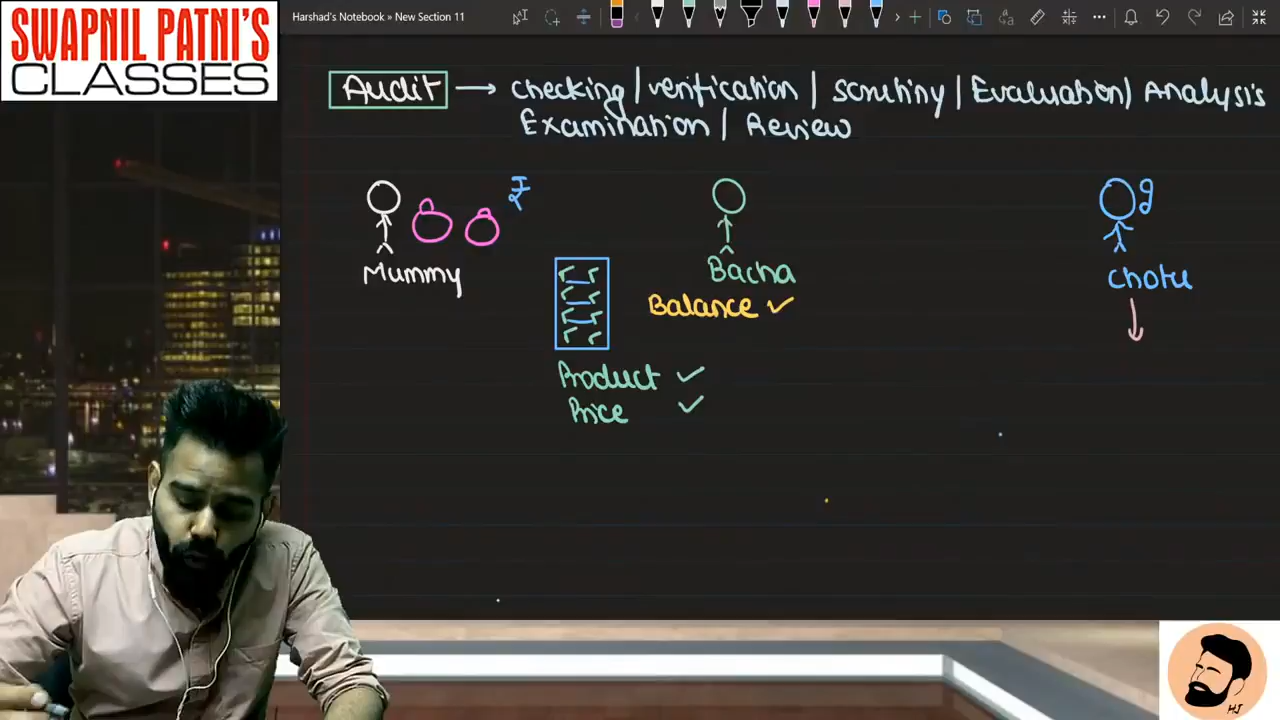 SWAPNIL PATNI'S
CLASSES
Harshad's Notebook » New Section 11
Audit → checking | verification | Scrutiny | Evaluation | Analysis
Examination | Review
₹
g
Mummy
Bacha
chotu
Balance ✓
Product ✓
Price ✓
HJ